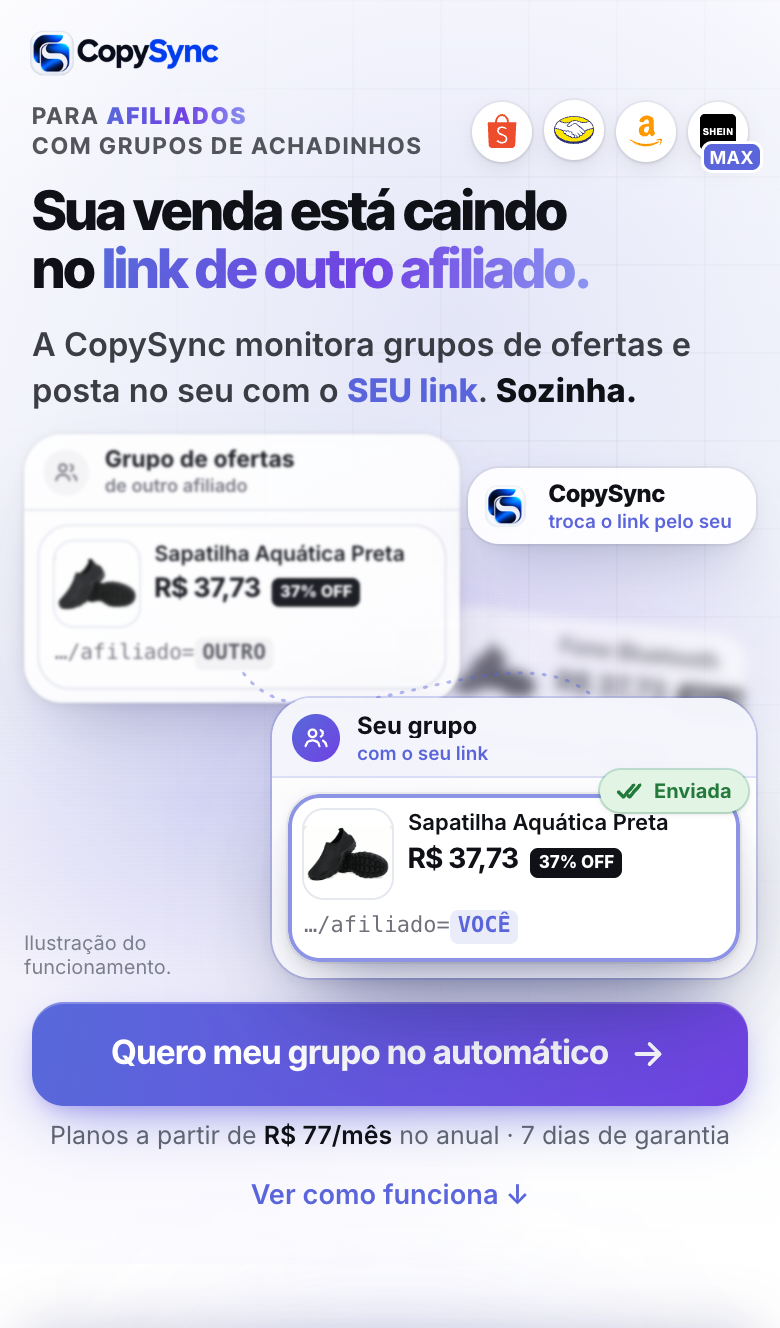 CopySync
PARA AFILIADOS
COM GRUPOS DE ACHADINHOS
SHEIN
MAX
Sua venda está caindo
no link de outro afiliado.
A CopySync monitora grupos de ofertas e
posta no seu com o SEU link. Sozinha.
Grupo de ofertas
de outro afiliado
CopySync
troca o link pelo seu
Sapatilha Aquática Preta
R$ 37,73 37% OFF
…/afiliado= OUTRO
Seu grupo
com o seu link
Enviada
Sapatilha Aquática Preta
R$ 37,73 37% OFF
…/afiliado= VOCÊ
Ilustração do
funcionamento.
Quero meu grupo no automático →
Planos a partir de R$ 77/mês no anual · 7 dias de garantia
Ver como funciona ↓